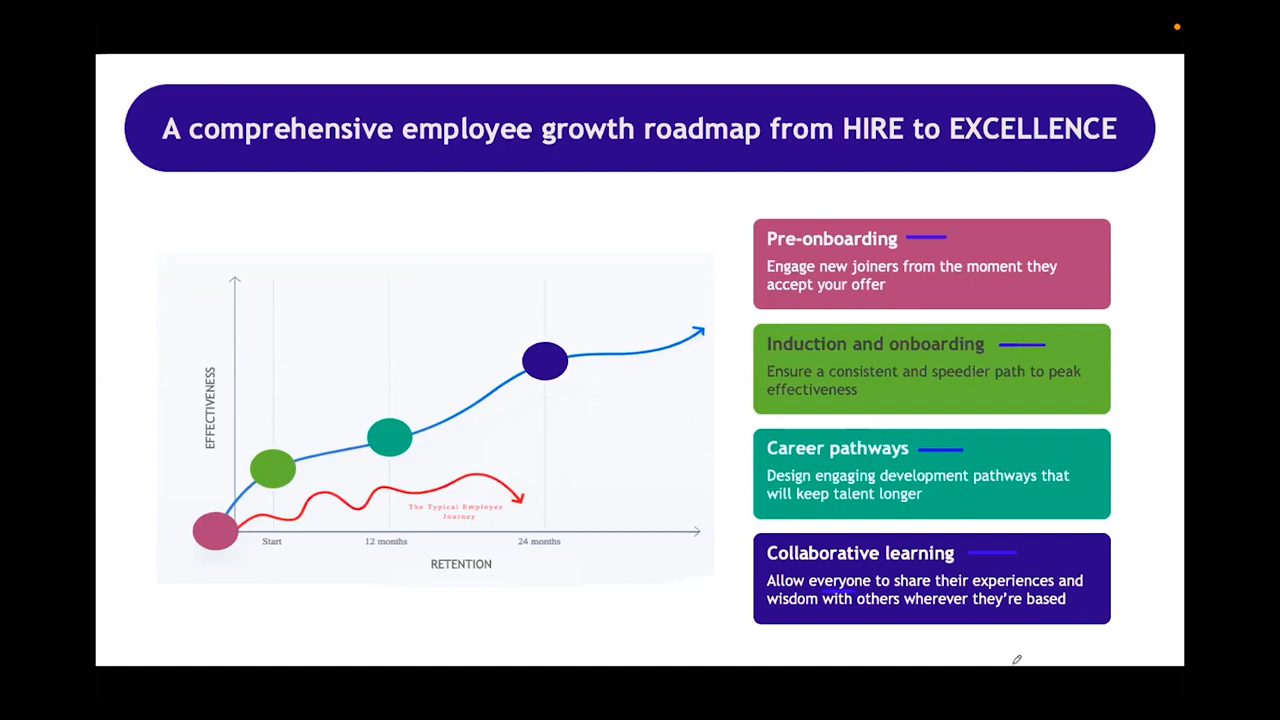 A comprehensive employee growth roadmap from HIRE to EXCELLENCE
EFFECTIVENESS
The Typical Employee
Journey
Start
12 months
24 months
RETENTION
Pre-onboarding
Engage new joiners from the moment they
accept your offer
Induction and onboarding
Ensure a consistent and speedier path to peak
effectiveness
Career pathways
Design engaging development pathways that
will keep talent longer
Collaborative learning
Allow everyone to share their experiences and
wisdom with others wherever they're based